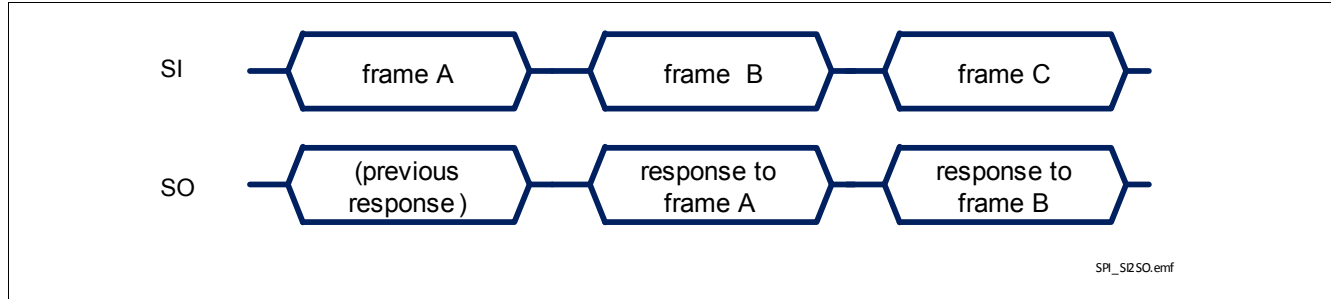 SI
frame A
frame B
frame C
SO
(previous
response)
response to
frame A
response to
frame B
SPI_SI2SO.emf